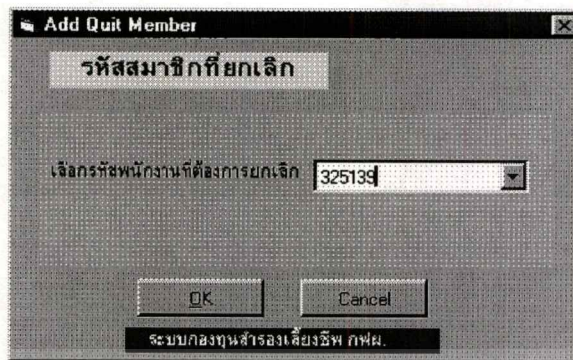 Add Quit Member
รหัสสมาชิกที่ยกเลิก
เลือกรหัสพนักงานที่ต้องการยกเลิก
325139
OK
Cancel
ระบบกองทุนสำรองเลี้ยงชีพ กฟผ.